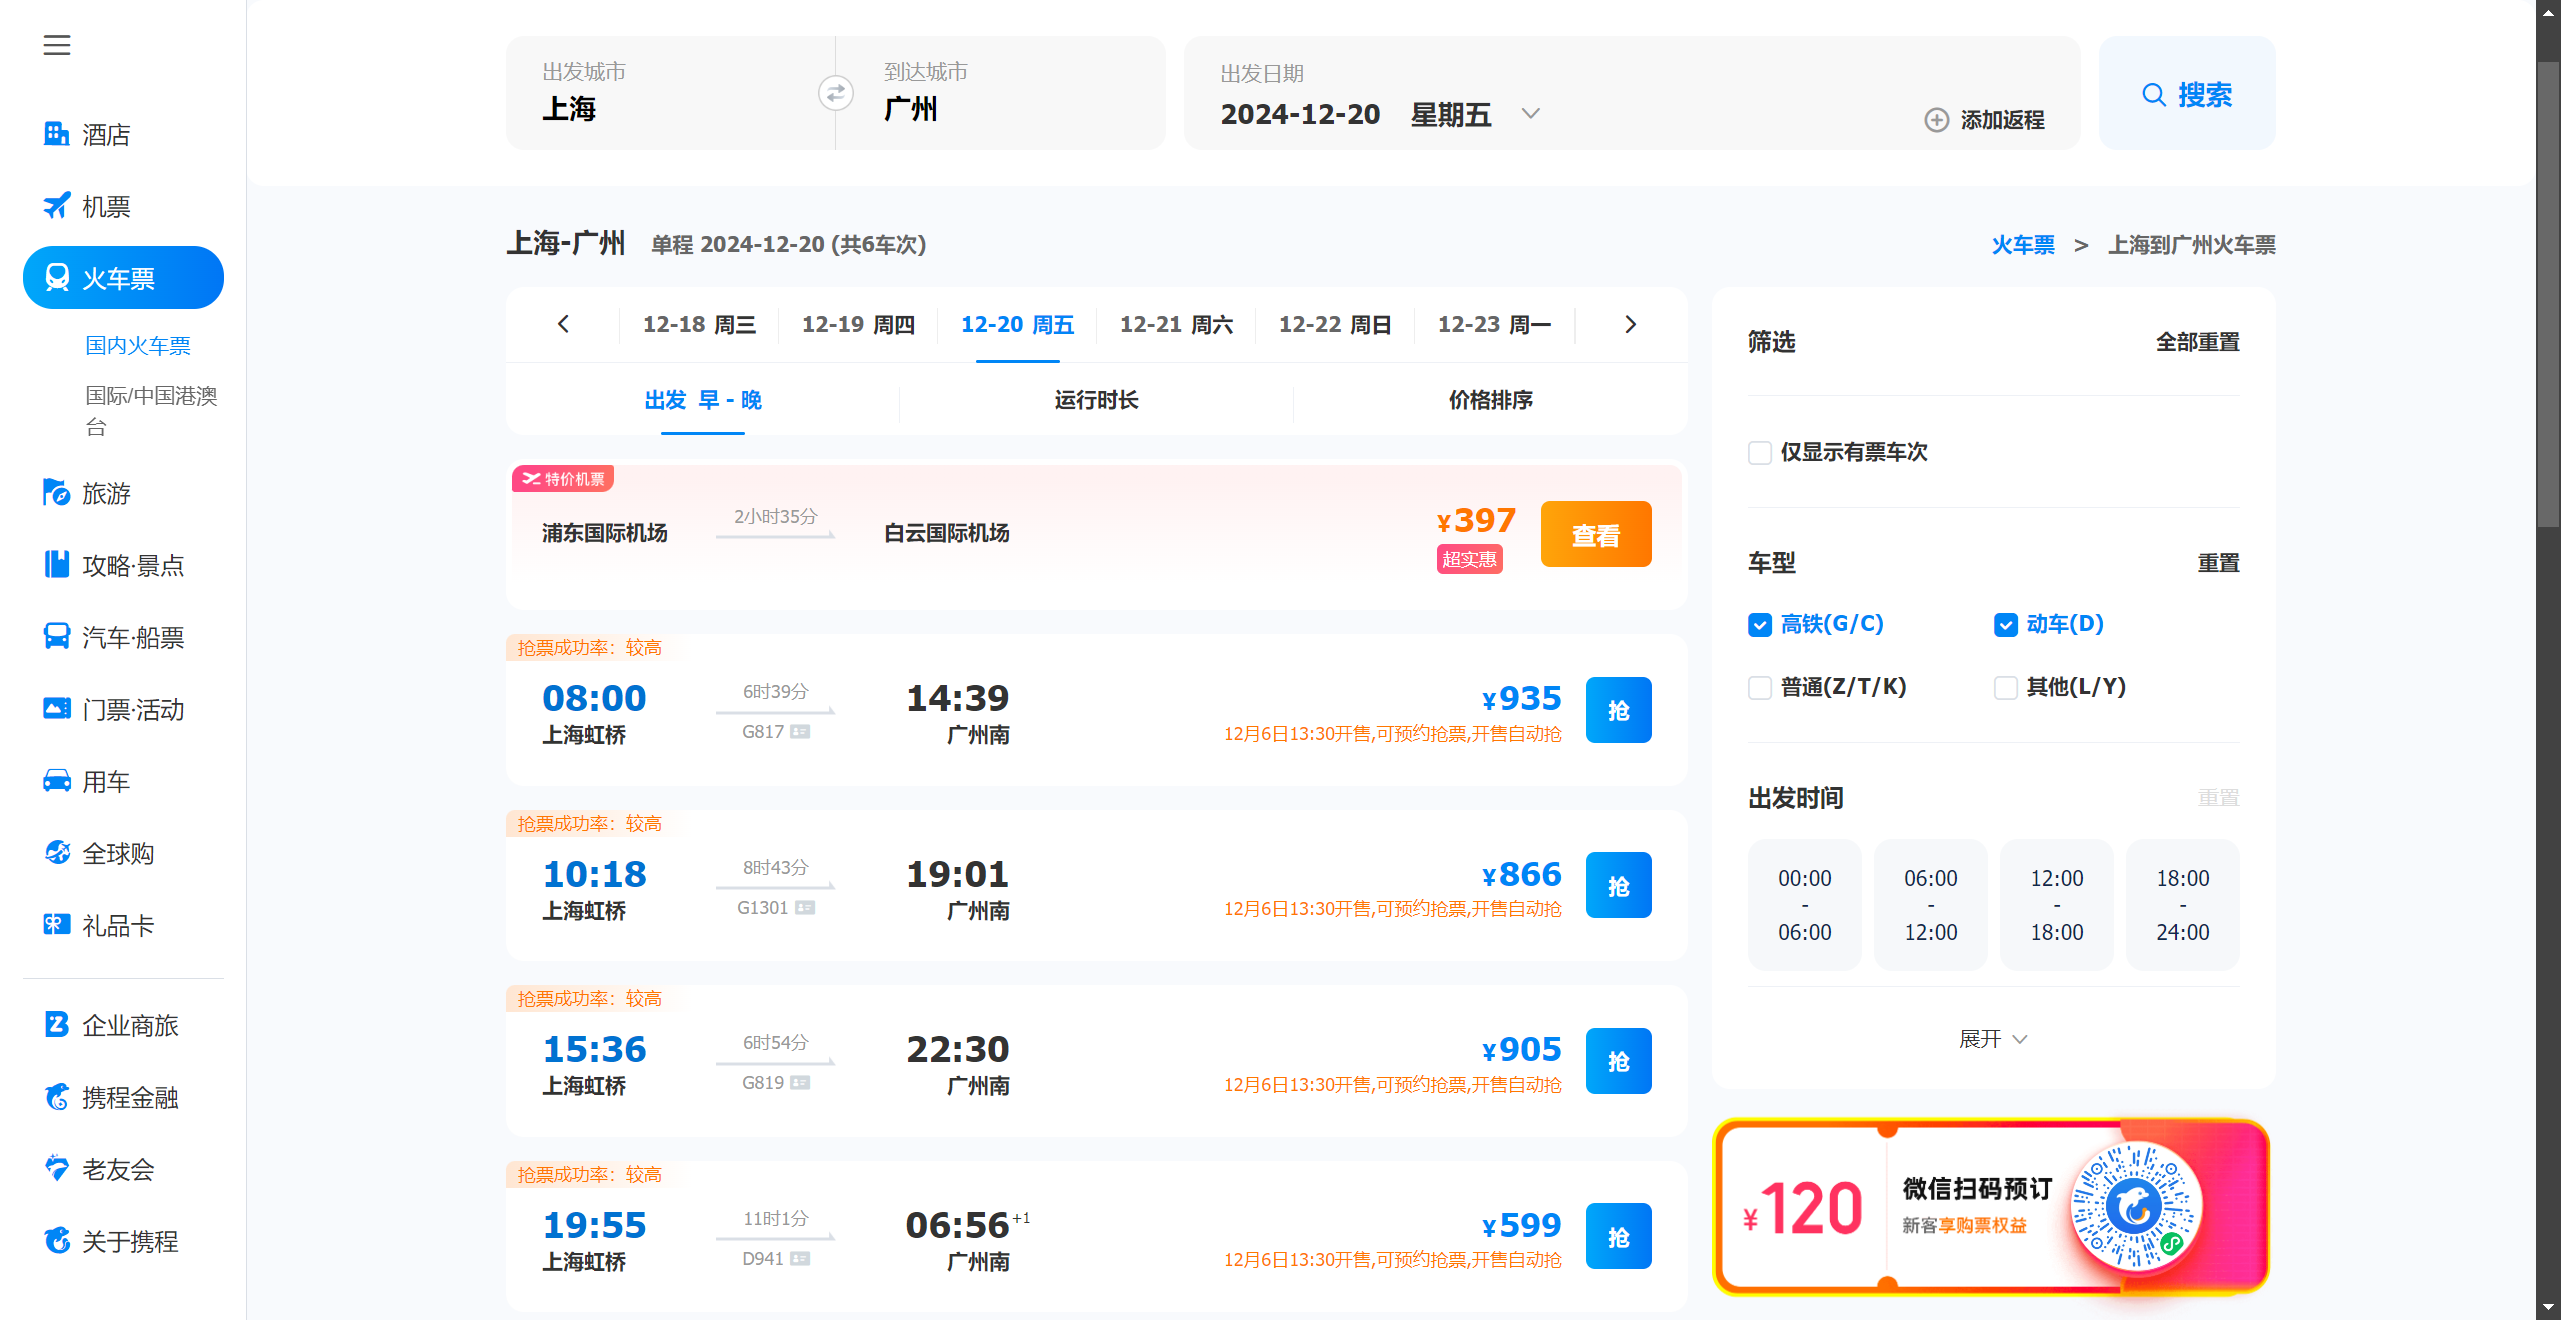 酒店
机票
火车票
国内火车票
国际/中国港澳
台
旅游
攻略·景点
汽车·船票
门票·活动
用车
全球购
礼品卡
企业商旅
携程金融
老友会
关于携程
出发城市
上海
到达城市
广州
出发日期
2024-12-20 星期五
添加返程
搜索
上海-广州 单程 2024-12-20 (共6车次)
火车票 > 上海到广州火车票
12-18 周三
12-19 周四
12-20 周五
12-21 周六
12-22 周日
12-23 周一
出发 早 - 晚
运行时长
价格排序
特价机票
浦东国际机场
2小时35分
白云国际机场
¥397
超实惠
查看
抢票成功率：较高
08:00
上海虹桥
6时39分
G817
14:39
广州南
¥935
12月6日13:30开售,可预约抢票,开售自动抢
抢
抢票成功率：较高
10:18
上海虹桥
8时43分
G1301
19:01
广州南
¥866
12月6日13:30开售,可预约抢票,开售自动抢
抢
抢票成功率：较高
15:36
上海虹桥
6时54分
G819
22:30
广州南
¥905
12月6日13:30开售,可预约抢票,开售自动抢
抢
抢票成功率：较高
19:55
上海虹桥
11时1分
D941
06:56+1
广州南
¥599
12月6日13:30开售,可预约抢票,开售自动抢
抢
筛选
全部重置
仅显示有票车次
车型
重置
高铁(G/C)
动车(D)
普通(Z/T/K)
其他(L/Y)
出发时间
重置
00:00
-
06:00
06:00
-
12:00
12:00
-
18:00
18:00
-
24:00
展开
¥120
微信扫码预订
新客享购票权益